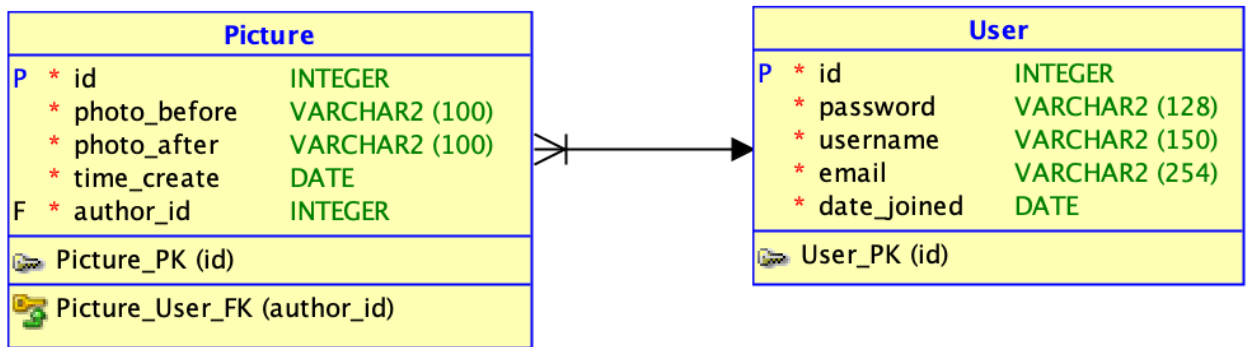 Picture
P * id INTEGER
* photo_before VARCHAR2 (100)
* photo_after VARCHAR2 (100)
* time_create DATE
F * author_id INTEGER
Picture_PK (id)
Picture_User_FK (author_id)
User
P * id INTEGER
* password VARCHAR2 (128)
* username VARCHAR2 (150)
* email VARCHAR2 (254)
* date_joined DATE
User_PK (id)